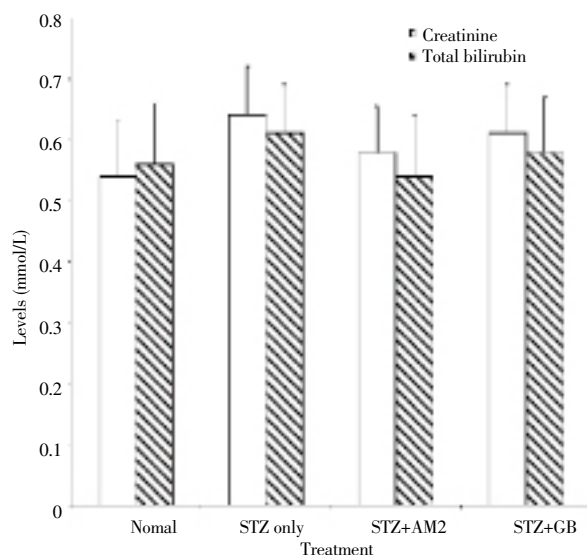 0.8
Creatinine
Total bilirubin
0.7
0.6
0.5
0.4
0.3
0.2
0.1
0
Levels (mmol/L)
Nomal STZ only STZ+AM2 STZ+GB
Treatment